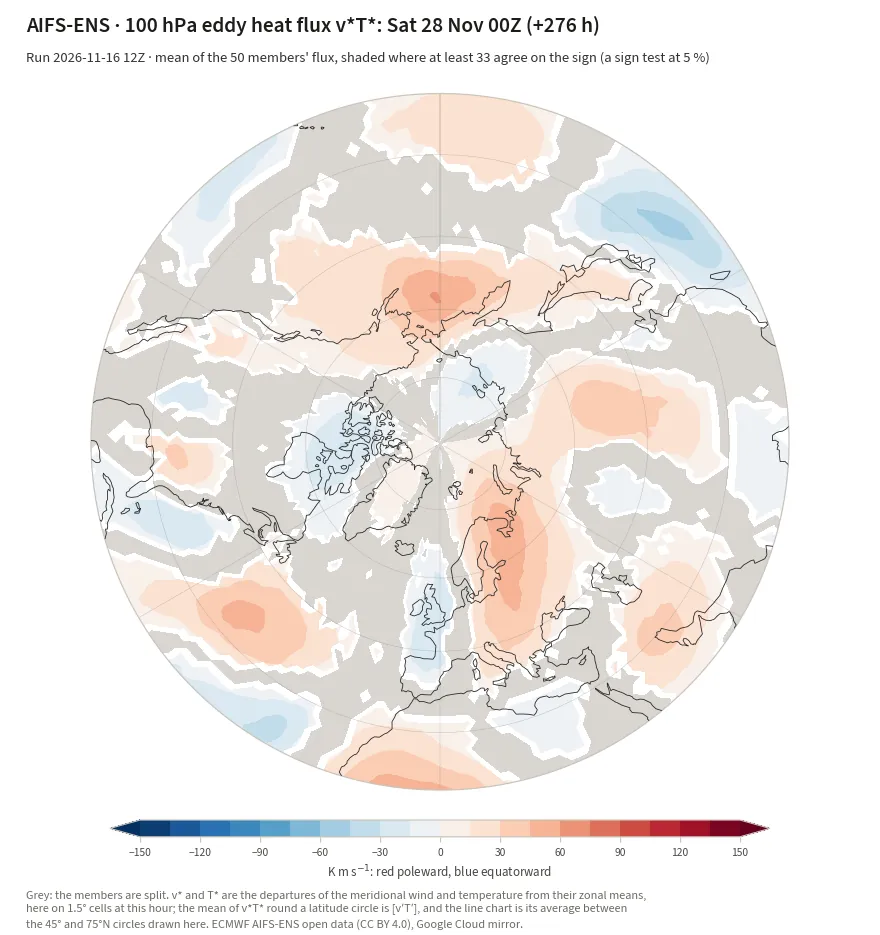 AIFS-ENS · 100 hPa eddy heat flux v*T*: Sat 28 Nov 00Z (+276 h)
Run 2026-11-16 12Z · mean of the 50 members' flux, shaded where at least 33 agree on the sign (a sign test at 5 %)
−150 −120 −90 −60 −30 0 30 60 90 120 150
K m s⁻¹: red poleward, blue equatorward
Grey: the members are split. v* and T* are the departures of the meridional wind and temperature from their zonal means,
here on 1.5° cells at this hour; the mean of v*T* round a latitude circle is [v'T'], and the line chart is its average between
the 45° and 75°N circles drawn here. ECMWF AIFS-ENS open data (CC BY 4.0), Google Cloud mirror.